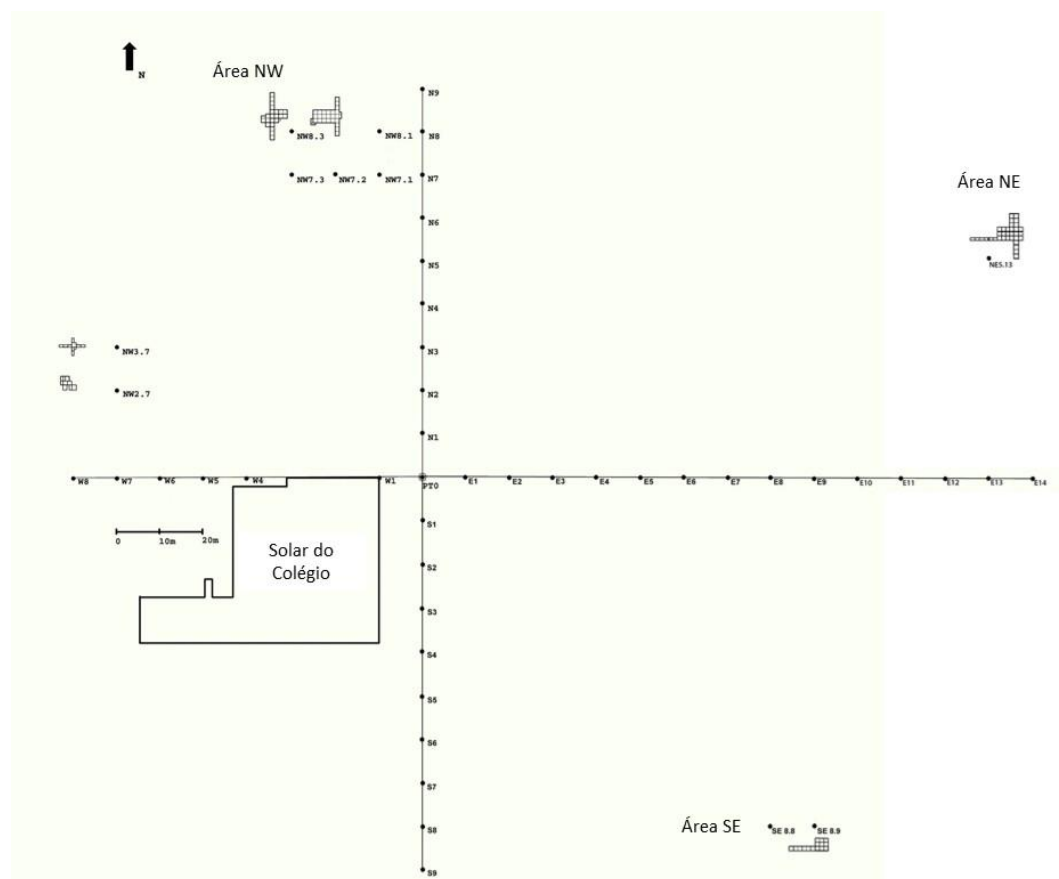 N
Área NW
N9
NW8.3
NW8.1
N8
NW7.3
NW7.2
NW7.1
N7
Área NE
N6
N5
NE5.13
N4
NW3.7
N3
NW2.7
N2
N1
W8
W7
W6
W5
W4
W1
PT0
E1
E2
E3
E4
E5
E6
E7
E8
E9
E10
E11
E12
E13
E14
S1
0
10m
20m
Solar do
Colégio
S2
S3
S4
S5
S6
S7
Área SE
S8
SE 8.8
SE 8.9
S9